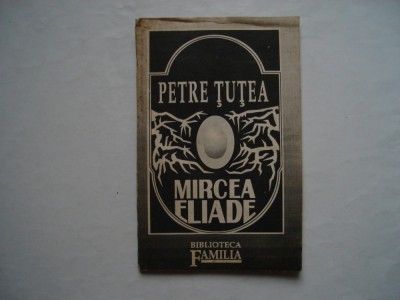 PETRE ŢUŢEA
MIRCEA
ELIADE
BIBLIOTECA
FAMILIA